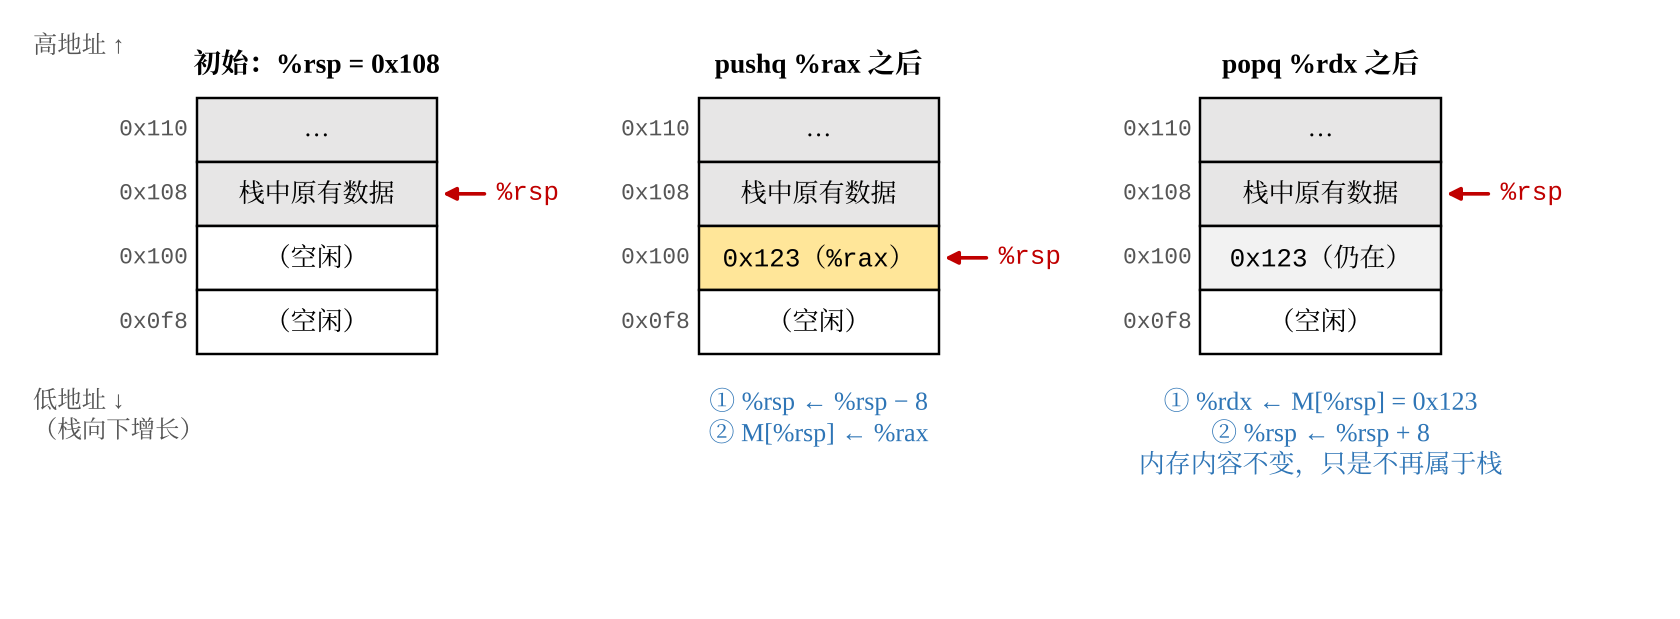 高地址 ↑
初始：%rsp = 0x108
0x110
…
0x108
栈中原有数据
%rsp
0x100
（空闲）
0x0f8
（空闲）
低地址 ↓
（栈向下增长）
pushq %rax 之后
0x110
…
0x108
栈中原有数据
0x100
0x123（%rax）
%rsp
0x0f8
（空闲）
① %rsp ← %rsp − 8
② M[%rsp] ← %rax
popq %rdx 之后
0x110
…
0x108
栈中原有数据
%rsp
0x100
0x123（仍在）
0x0f8
（空闲）
① %rdx ← M[%rsp] = 0x123
② %rsp ← %rsp + 8
内存内容不变，只是不再属于栈